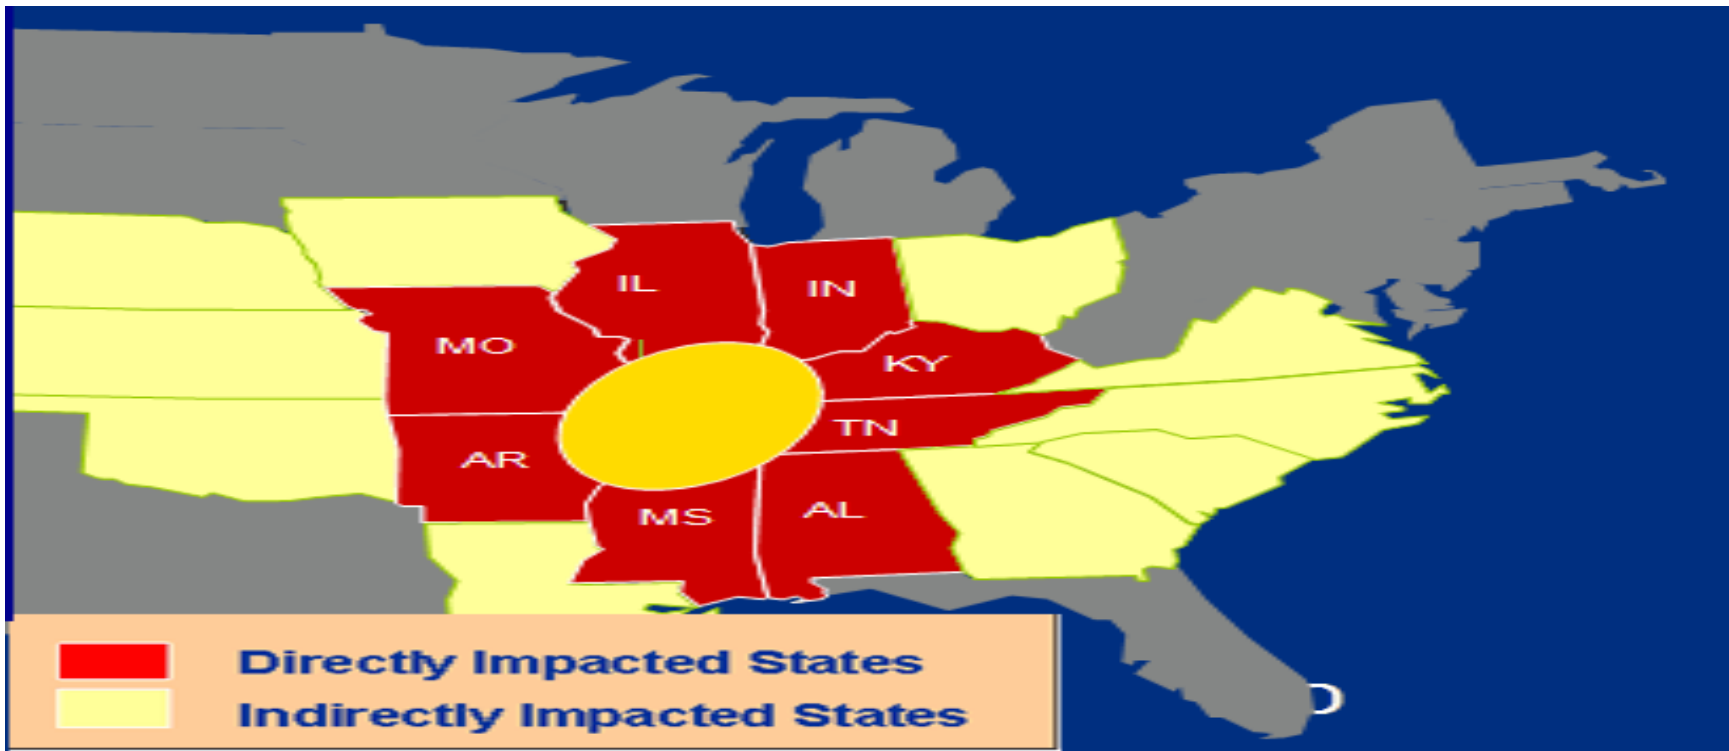 IL
IN
MO
KY
TN
AR
MS
AL
Directly Impacted States
Indirectly Impacted States